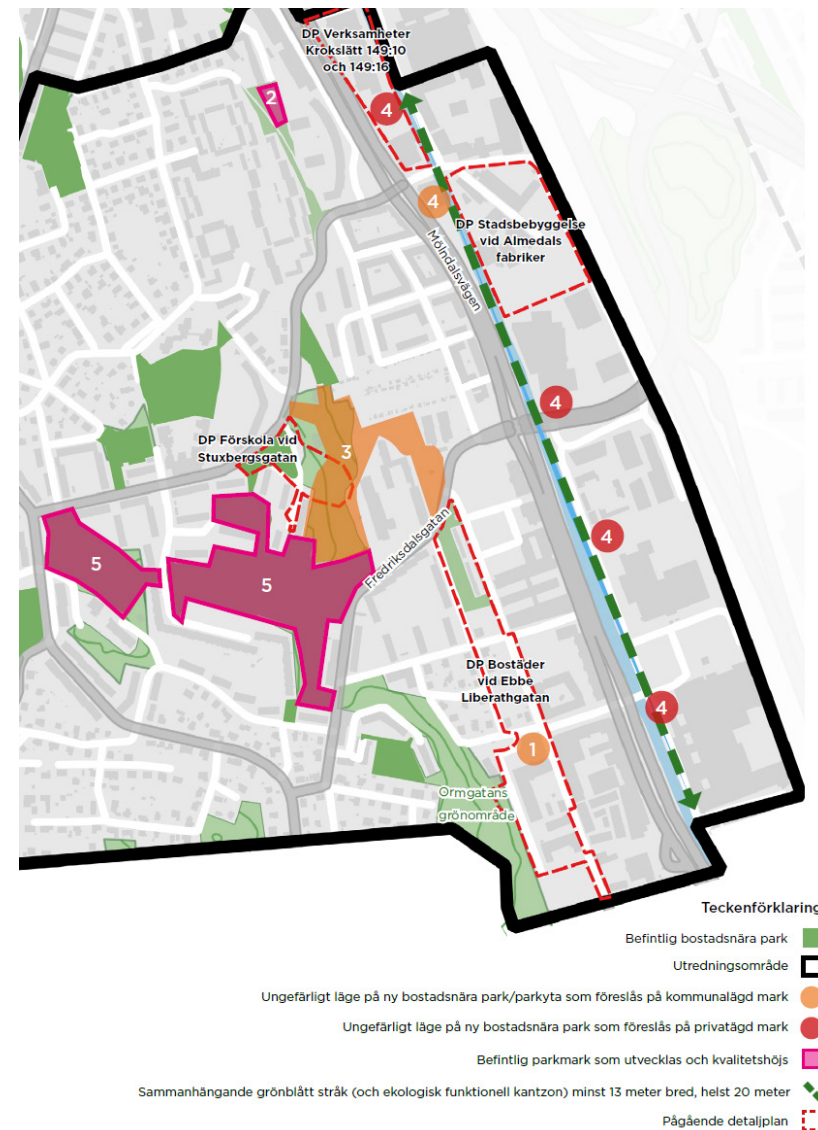 DP Verksamheter
Krokslätt 149:10
och 149:16
2
4
4
DP Stadsbebyggelse
vid Almedals
fabriker
Mölndalsvägen
4
DP Förskola vid
Stuxbergsgatan
3
4
5
5
Fredriksdalsgatan
DP Bostäder
vid Ebbe
Liberathgatan
4
1
Ormgatans
grönområde
Teckenförklaring
Befintlig bostadsnära park
Utredningsområde
Ungefärligt läge på ny bostadsnära park/parkyta som föreslås på kommunalägd mark
Ungefärligt läge på ny bostadsnära park som föreslås på privatägd mark
Befintlig parkmark som utvecklas och kvalitetshöjs
Sammanhängande grönblått stråk (och ekologisk funktionell kantzon) minst 13 meter bred, helst 20 meter
Pågående detaljplan